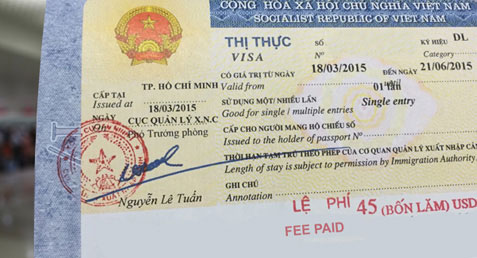 CỘNG HÒA XÃ HỘI CHỦ NGHĨA VIỆT NAM
SOCIALIST REPUBLIC OF VIET NAM
THỊ THỰC SỐ KÝ HIỆU DL
VISA N° Category
CÓ GIÁ TRỊ TỪ NGÀY 18/03/2015 ĐẾN NGÀY 21/06/2015
Valid from
CẤP TẠI TP. HỒ CHÍ MINH
Issued at
01 lần
18/03/2015 SỬ DỤNG MỘT/ NHIỀU LẦN Single entry
Good for single / multiple entries
CỤC QUẢN LÝ X.N.C
Phó Trưởng phòng
CẤP CHO NGƯỜI MANG HỘ CHIẾU SỐ
Issued to the holder of passport N°
THỜI HẠN TẠM TRÚ THEO PHÉP CỦA CƠ QUAN QUẢN LÝ XUẤT NHẬP
Length of stay is subject to permission by Immigration Authority,
GHI CHÚ
Annotation
Nguyễn Lê Tuấn
LỆ PHÍ 45 (BỐN LĂM) USD
FEE PAID